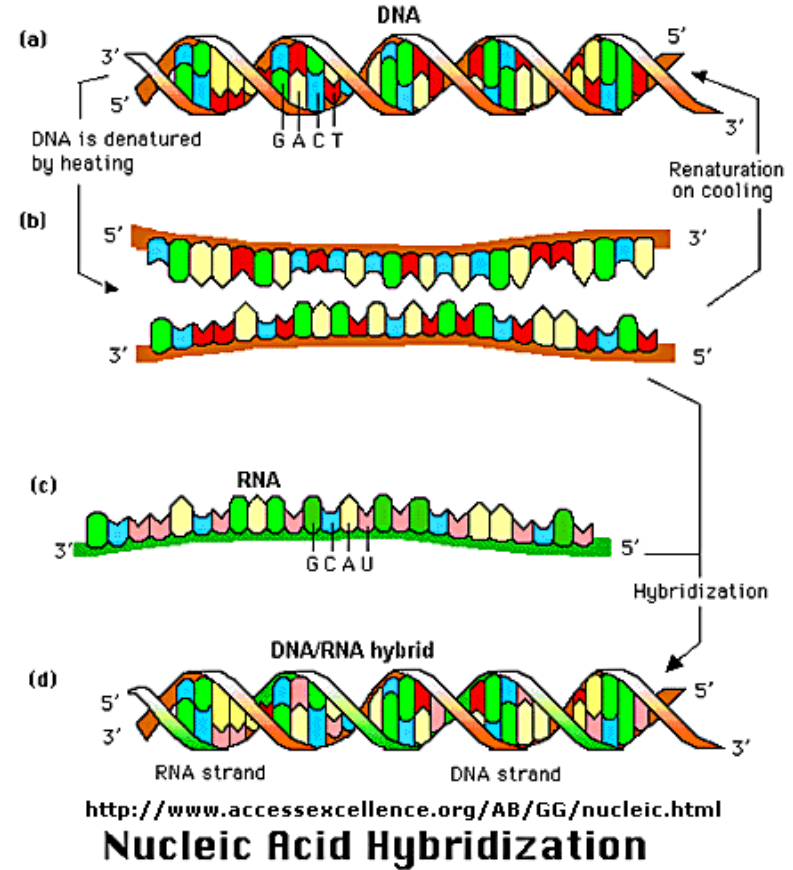 DNA
(a)
3′
5′
5′
3′
G A C T
DNA is denatured
by heating
Renaturation
on cooling
(b)
5′
3′
3′
5′
(c)
RNA
3′
5′
G C A U
Hybridization
DNA/RNA hybrid
(d)
5′
3′
5′
3′
RNA strand
DNA strand
http://www.accessexcellence.org/AB/GG/nucleic.html
Nucleic Acid Hybridization